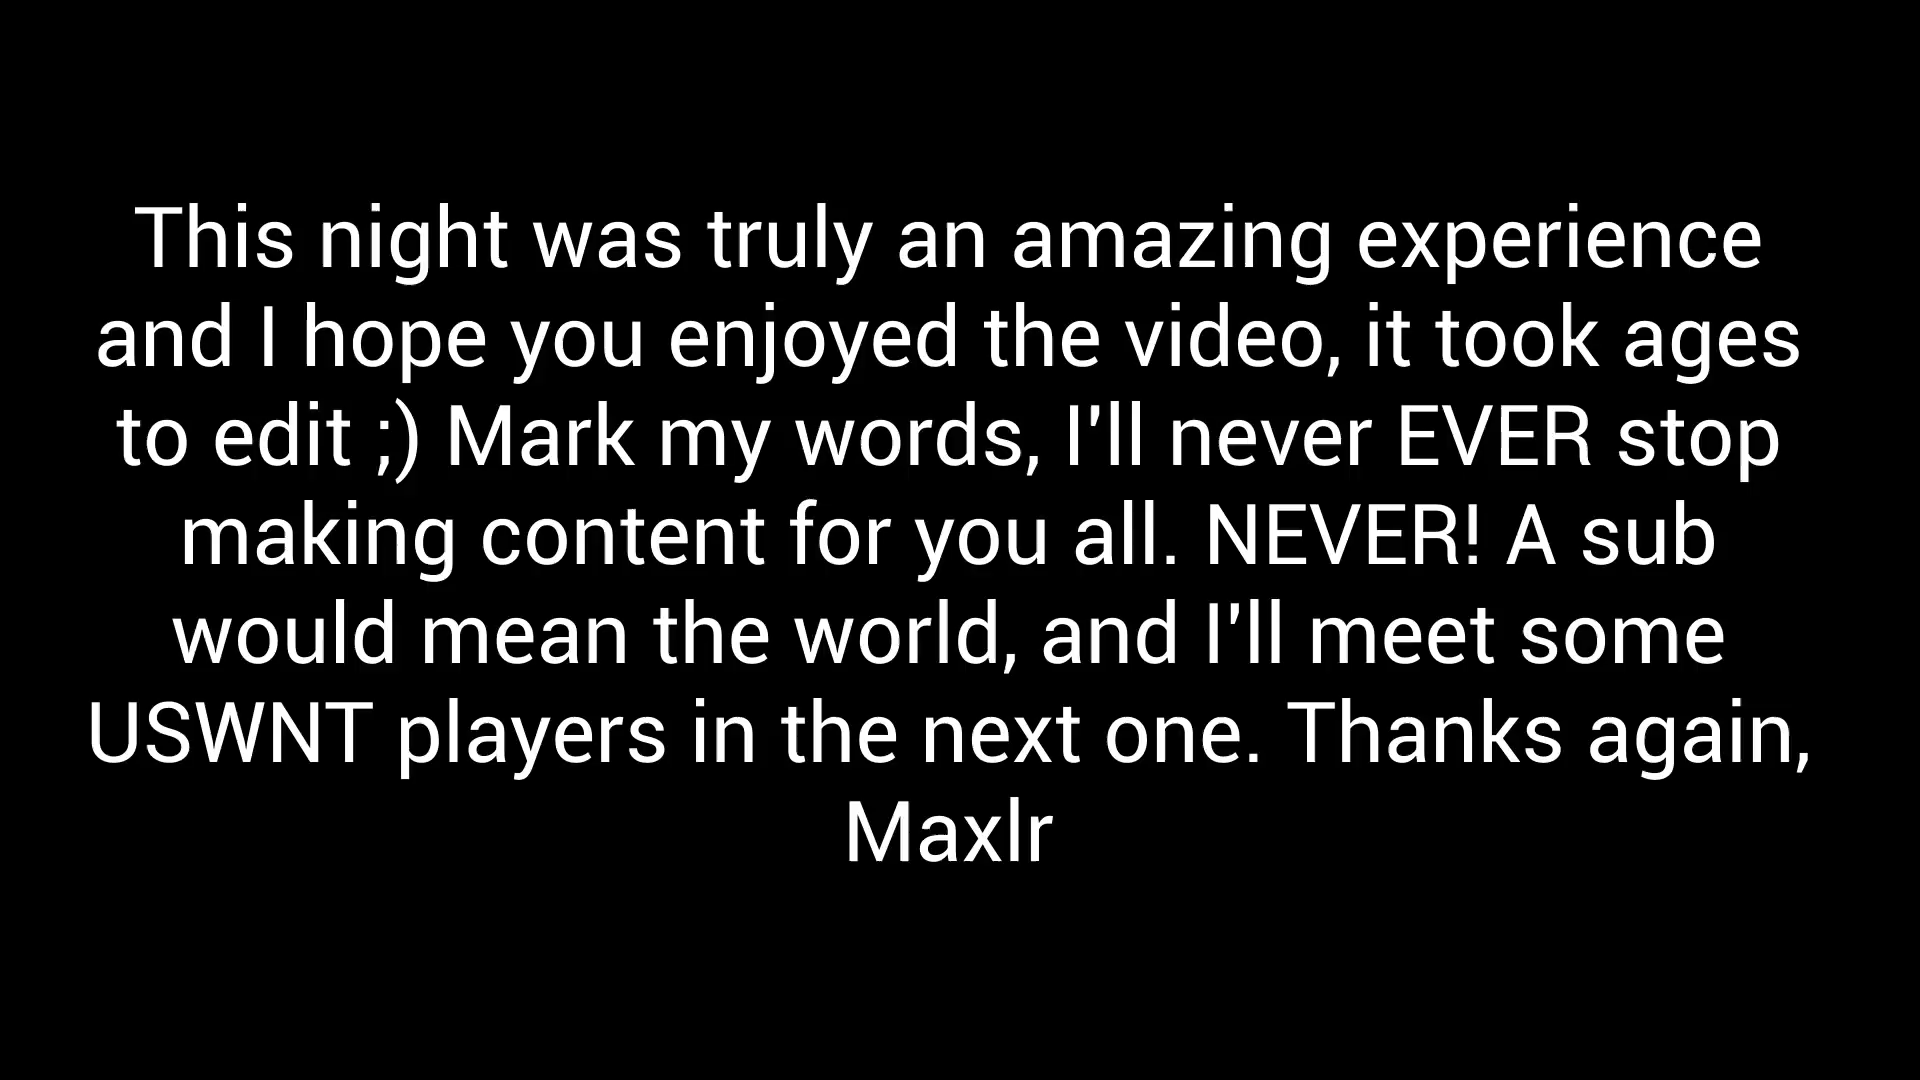 This night was truly an amazing experience
and I hope you enjoyed the video, it took ages
to edit ;) Mark my words, I'll never EVER stop
making content for you all. NEVER! A sub
would mean the world, and I'll meet some
USWNT players in the next one. Thanks again,
Maxlr